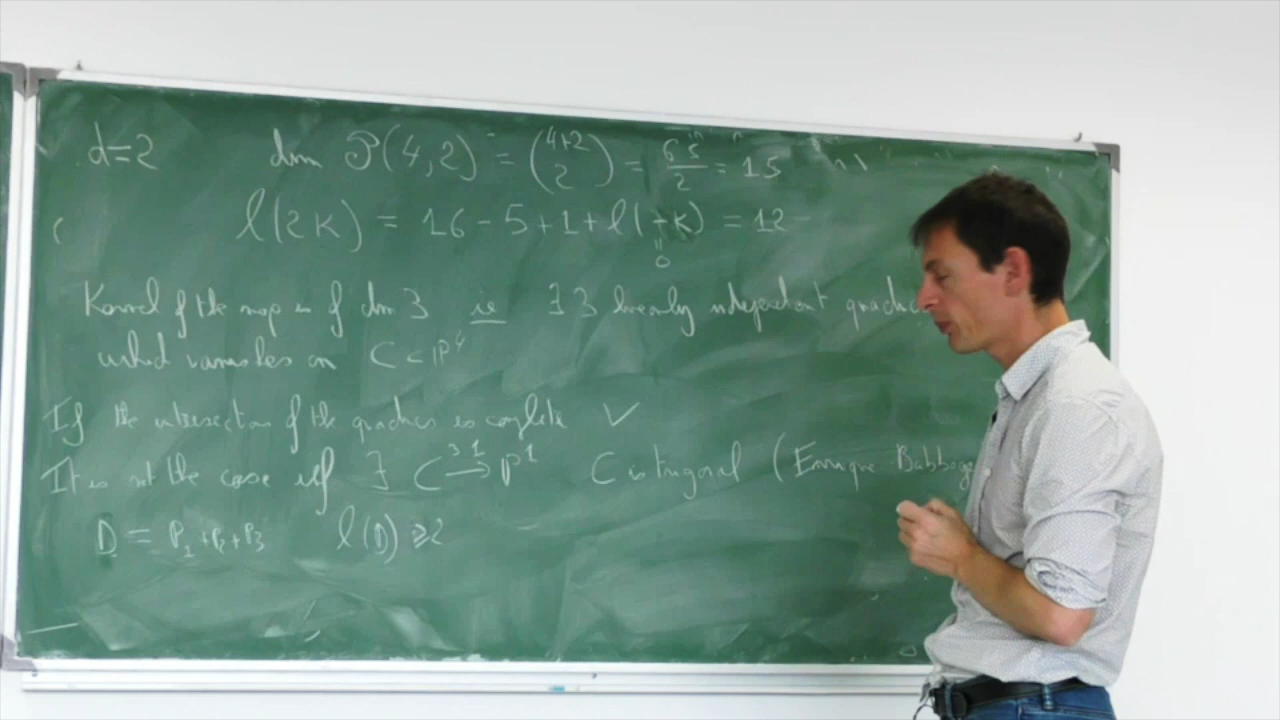 d=2 dim P(4,2) = (4+2 2) = 6 5 / 2 = 15
l(2K) = 16 - 5 + 1 + l(-K) = 12
0
Kernel of the map is of dim 3 ie ∃ 3 linearly independent quadrics
which vanishes on C ⊂ P⁴
If the intersection of the quadrics is complete ✓
It is not the case iff ∃ C →^{3:1} P¹ C is trigonal (Enrique Babbage
D = P₁+P₂+P₃ l(D) ⩾ 2